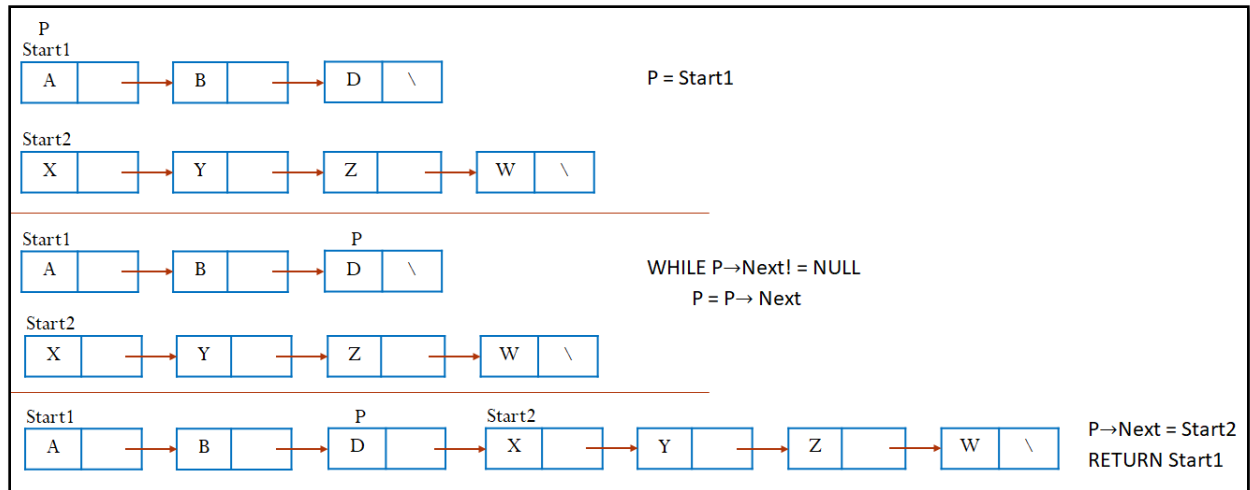 P
Start1
A B D \
P = Start1
Start2
X Y Z W \
Start1 P
A B D \
WHILE P→Next! = NULL
P = P→ Next
Start2
X Y Z W \
Start1 P Start2
A B D X Y Z W \
P→Next = Start2
RETURN Start1